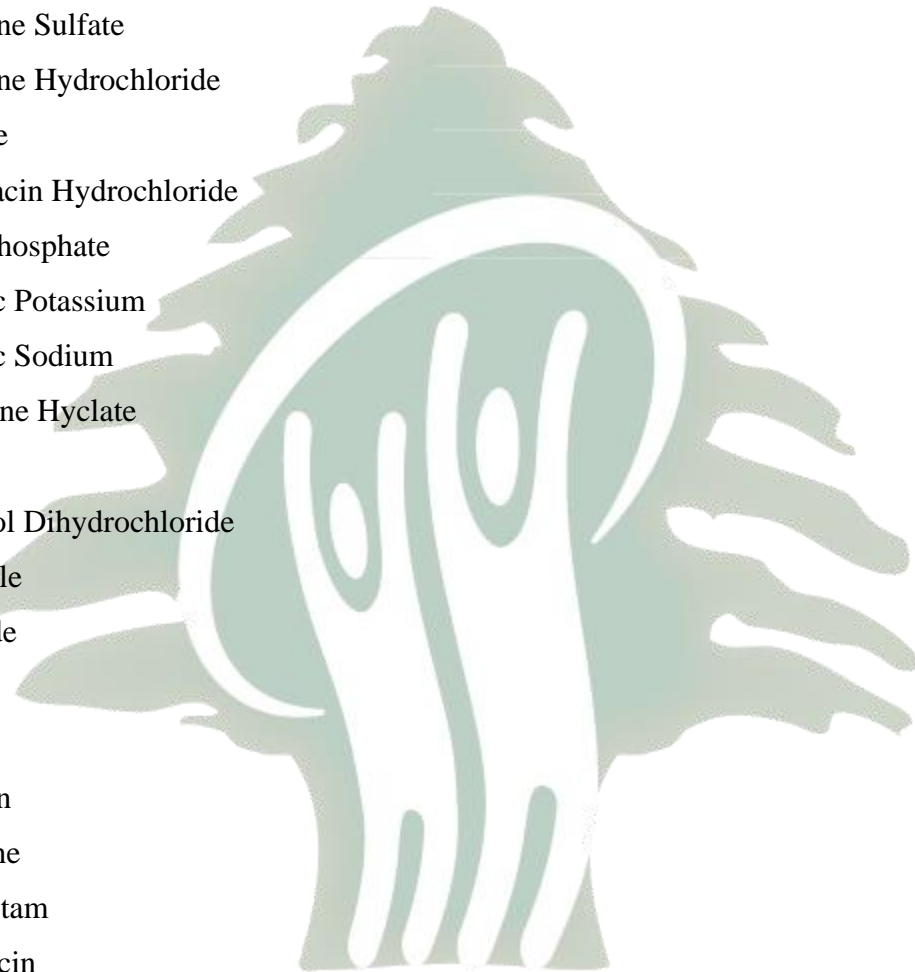 ne Sulfate
ne Hydrochloride
e
acin Hydrochloride
hosphate
c Potassium
c Sodium
ne Hyclate
ol Dihydrochloride
le
le
n
ne
tam
cin